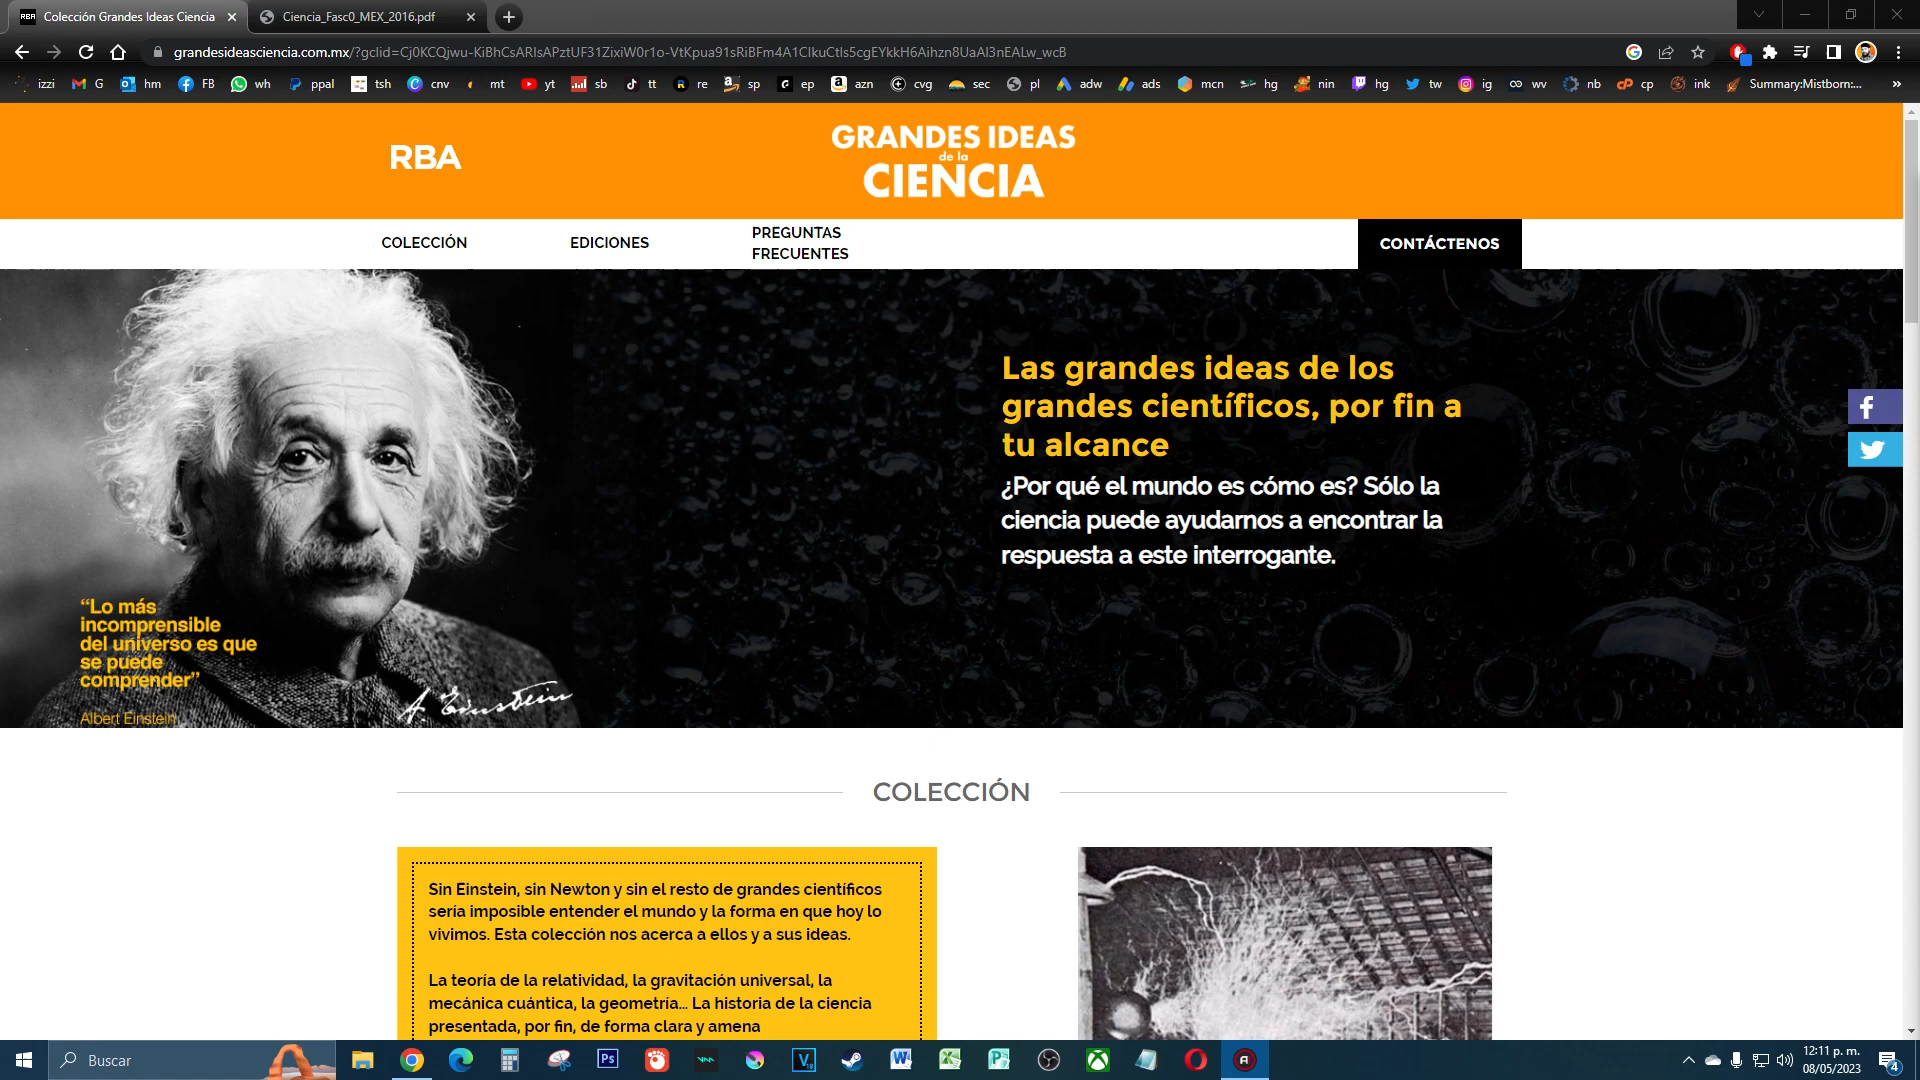 Colección Grandes Ideas Ciencia
Ciencia_Fasc0_MEX_2016.pdf
grandesideasciencia.com.mx/?gclid=Cj0KCQjwu-KiBhCsARIsAPztUF31ZixiW0r1o-VtKpua91sRiBFm4A1ClkuCtls5cgEYkkH6Aihzn8UaAl3nEALw_wcB
izzi G hm FB wh ppal tsh cnv mt yt sb tt re sp ep azn cvg sec pl adw ads mcn hg nin hg tw ig wv nb cp ink Summary:Mistborn:... »
RBA
GRANDES IDEAS
de la
CIENCIA
COLECCIÓN
EDICIONES
PREGUNTAS
FRECUENTES
CONTÁCTENOS
Las grandes ideas de los
grandes científicos, por fin a
tu alcance
¿Por qué el mundo es cómo es? Sólo la
ciencia puede ayudarnos a encontrar la
respuesta a este interrogante.
“Lo más
incomprensible
del universo es que
se puede
comprender”
Albert Einstein
A. Einstein
COLECCIÓN
Sin Einstein, sin Newton y sin el resto de grandes científicos
sería imposible entender el mundo y la forma en que hoy lo
vivimos. Esta colección nos acerca a ellos y a sus ideas.
La teoría de la relatividad, la gravitación universal, la
mecánica cuántica, la geometría... La historia de la ciencia
presentada, por fin, de forma clara y amena
Buscar
12:11 p. m.
08/05/2023
4